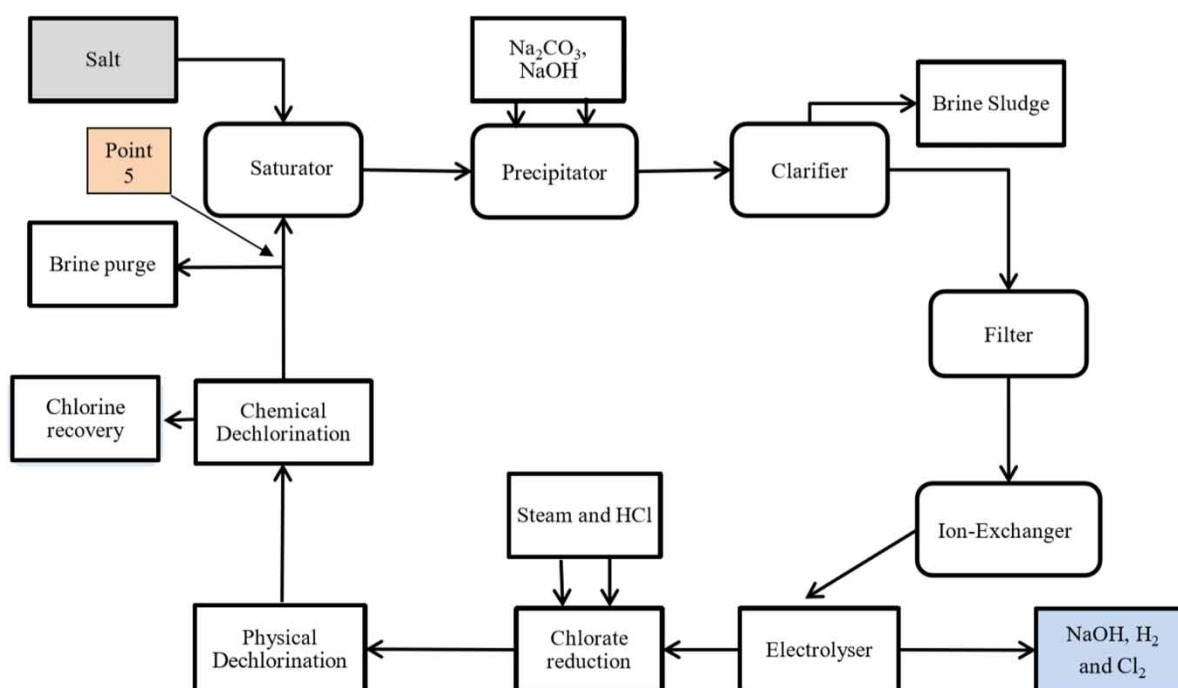 Salt
Na₂CO₃,
NaOH
Brine Sludge
Point
5
Saturator
Precipitator
Clarifier
Brine purge
Filter
Chlorine
recovery
Chemical
Dechlorination
Steam and HCl
Ion-Exchanger
Physical
Dechlorination
Chlorate
reduction
Electrolyser
NaOH, H₂
and Cl₂